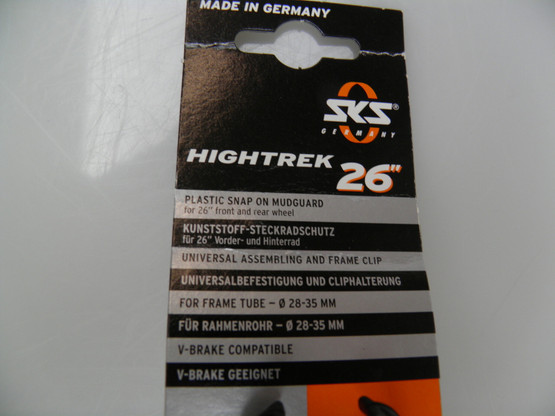 MADE IN GERMANY
SKS®
GERMANY
HIGHTREK 26"
PLASTIC SNAP ON MUDGUARD
for 26" front and rear wheel
KUNSTSTOFF-STECKRADSCHUTZ
für 26" Vorder- und Hinterrad
UNIVERSAL ASSEMBLING AND FRAME CLIP
UNIVERSALBEFESTIGUNG UND CLIPHALTERUNG
FOR FRAME TUBE – Ø 28-35 MM
FÜR RAHMENROHR – Ø 28-35 MM
V-BRAKE COMPATIBLE
V-BRAKE GEEIGNET